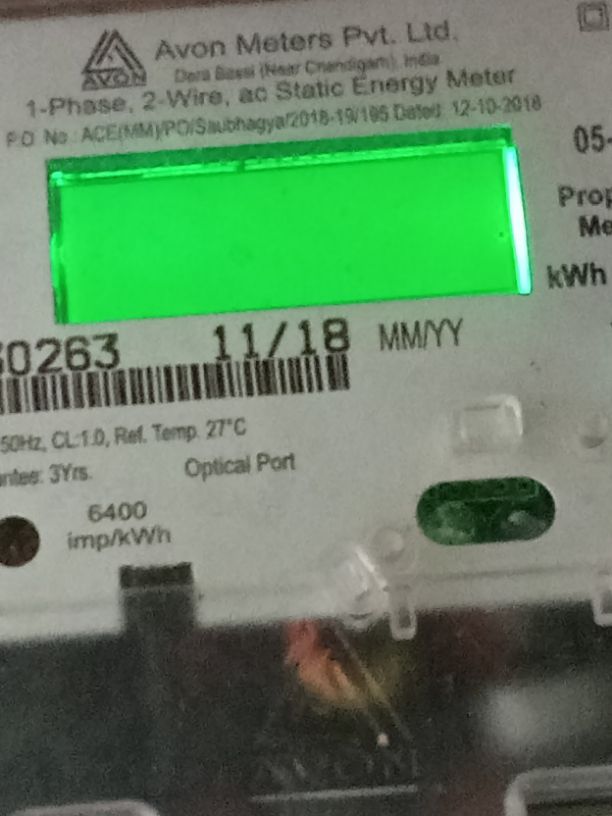 Avon Meters Pvt. Ltd.
AVON
Dera Bassi (Near Chandigarh), India
1-Phase, 2-Wire, ac Static Energy Meter
P.O. No.: ACE(MM)/PO/Saubhagya/2018-19/195 Dated: 12-10-2018
05-
Prop
Me
kWh
0263 11/18 MM/YY
50Hz, CL:1.0, Ref. Temp. 27°C
ntee: 3Yrs. Optical Port
6400
imp/kWh
AVON